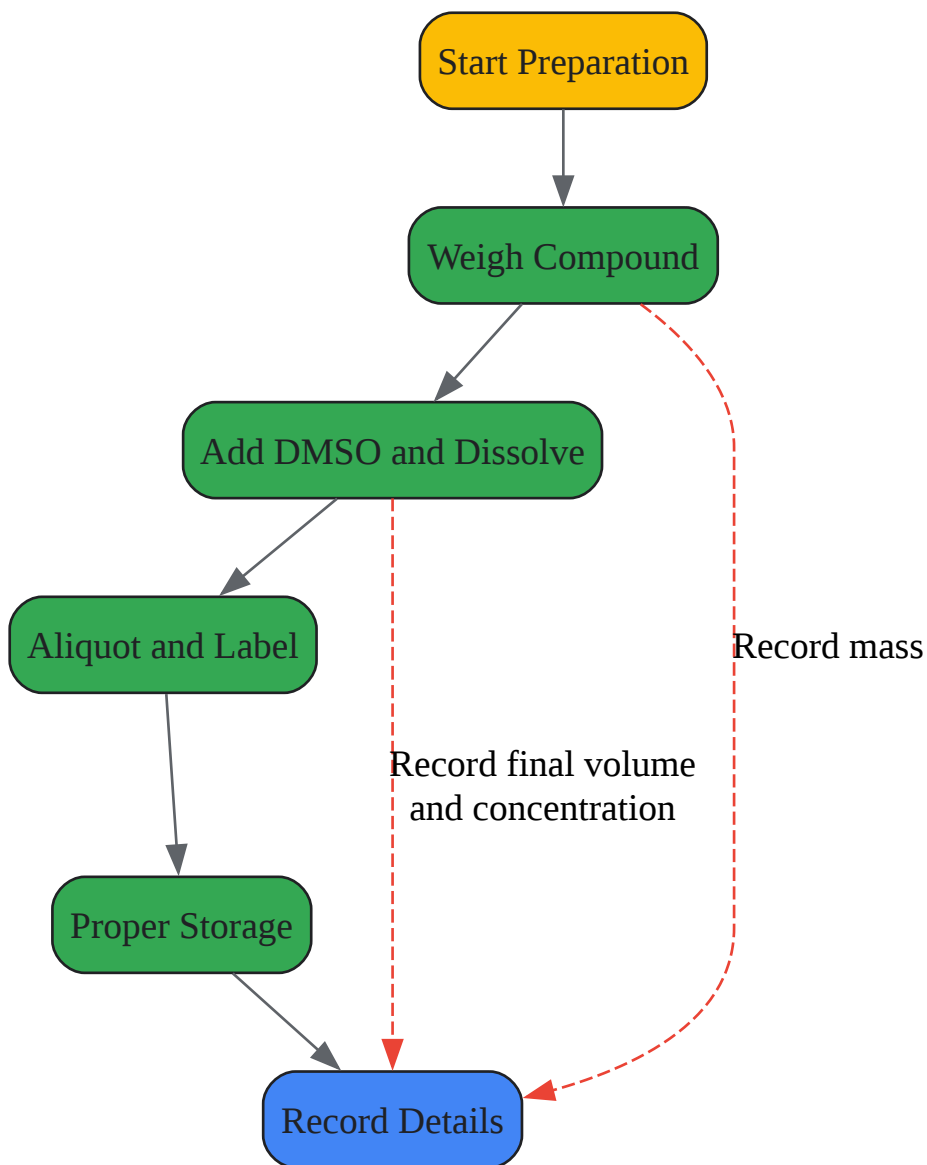 Start Preparation
Weigh Compound
Add DMSO and Dissolve
Aliquot and Label
Record mass
Record final volume
and concentration
Proper Storage
Record Details